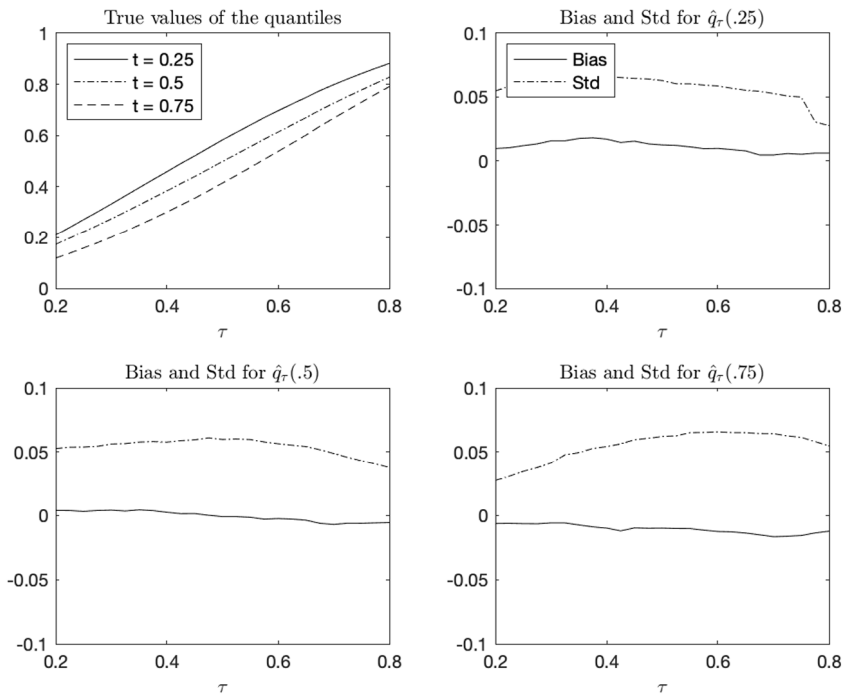 True values of the quantiles
1
0.8
0.6
0.4
0.2
0
t = 0.25
t = 0.5
t = 0.75
0.2 0.4 0.6 0.8
τ
Bias and Std for q̂τ(.25)
0.1
0.05
0
-0.05
-0.1
Bias
Std
0.2 0.4 0.6 0.8
τ
Bias and Std for q̂τ(.5)
0.1
0.05
0
-0.05
-0.1
0.2 0.4 0.6 0.8
τ
Bias and Std for q̂τ(.75)
0.1
0.05
0
-0.05
-0.1
0.2 0.4 0.6 0.8
τ